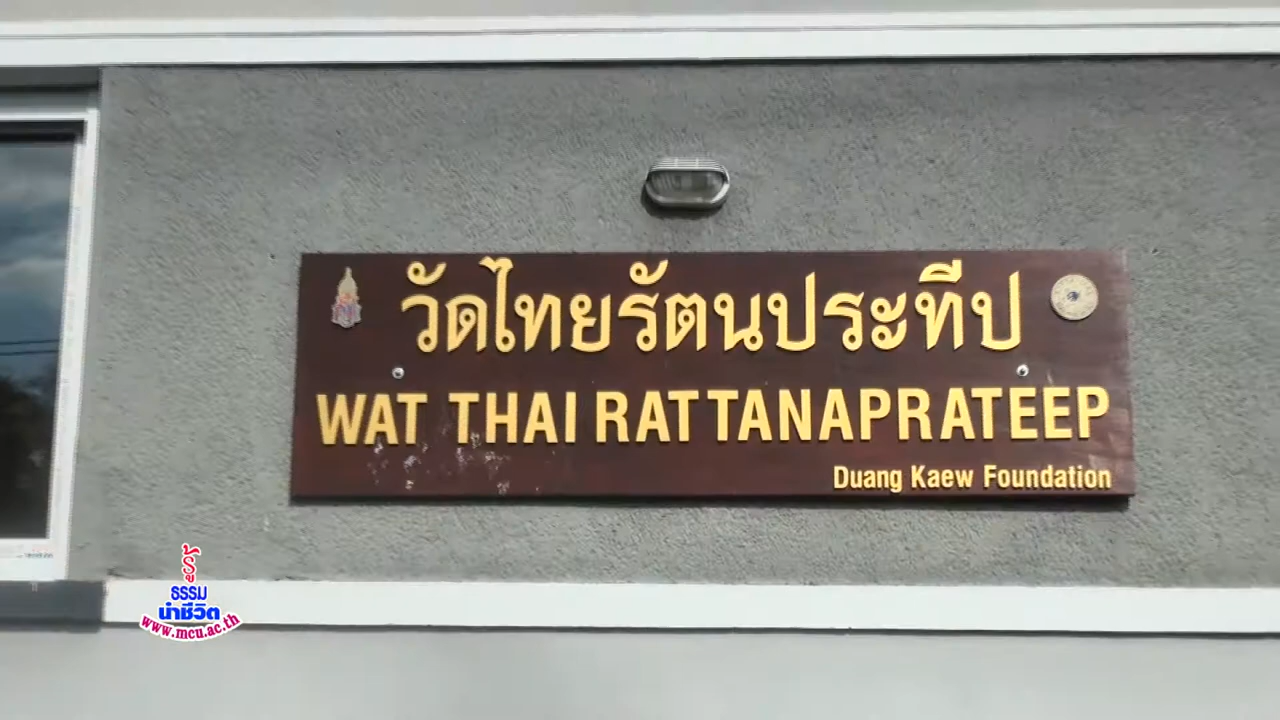 วัดไทยรัตนประทีป
WAT THAI RATTANAPRATEEP
Duang Kaew Foundation
รู้
ธรรม
นำชีวิต
www.mcu.ac.th